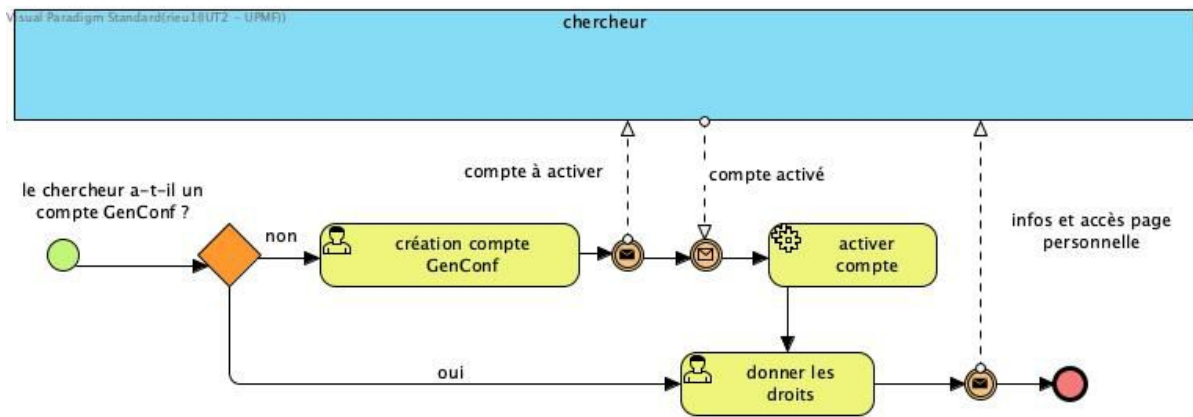 Visual Paradigm Standard(rieu1(IUT2 - UPMF))
chercheur
compte à activer
compte activé
le chercheur a-t-il un
compte GenConf ?
infos et accès page
personnelle
non
création compte
GenConf
activer
compte
oui
donner les
droits